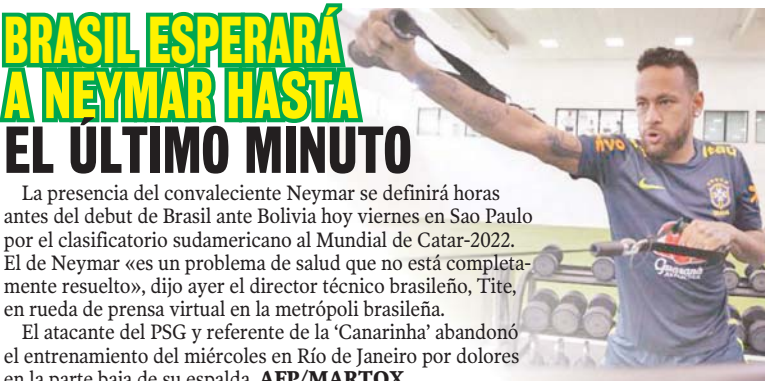 BRASIL ESPERARÁ
A NEYMAR HASTA
EL ÚLTIMO MINUTO
La presencia del convaleciente Neymar se definirá horas
antes del debut de Brasil ante Bolivia hoy viernes en Sao Paulo
por el clasificatorio sudamericano al Mundial de Catar-2022.
El de Neymar «es un problema de salud que no está completa-
mente resuelto», dijo ayer el director técnico brasileño, Tite,
en rueda de prensa virtual en la metrópoli brasileña.
El atacante del PSG y referente de la ‘Canarinha’ abandonó
el entrenamiento del miércoles en Río de Janeiro por dolores
en la parte baja de su espalda. AFP/MARTOX
VO
Itaú
Guaraná